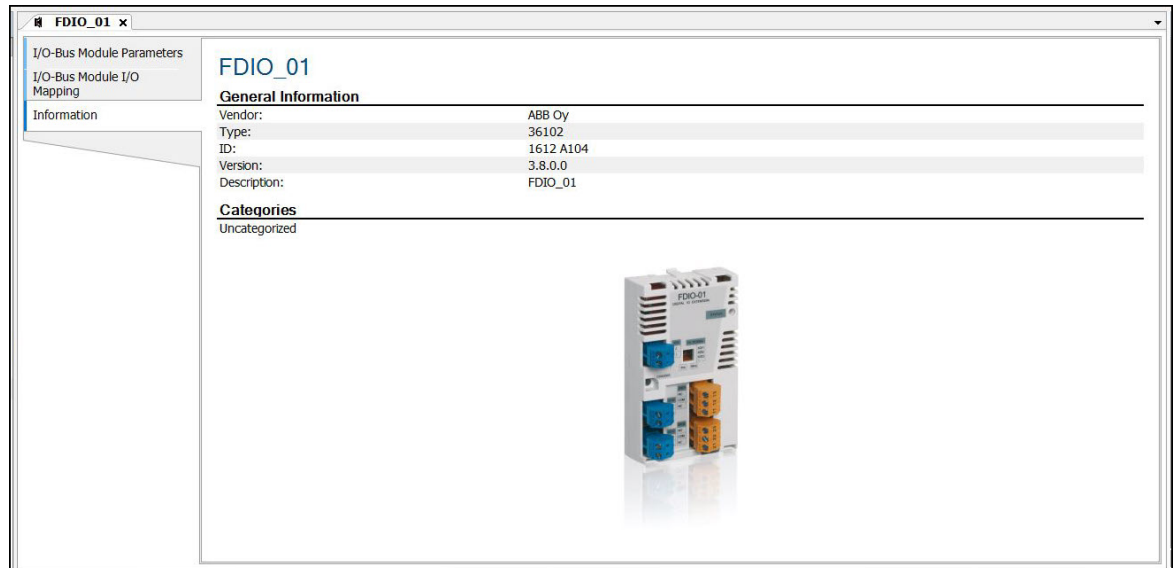 FDIO_01 x
I/O-Bus Module Parameters
I/O-Bus Module I/O
Mapping
Information
FDIO_01
General Information
Vendor: ABB Oy
Type: 36102
ID: 1612 A104
Version: 3.8.0.0
Description: FDIO_01
Categories
Uncategorized
FDIO-01